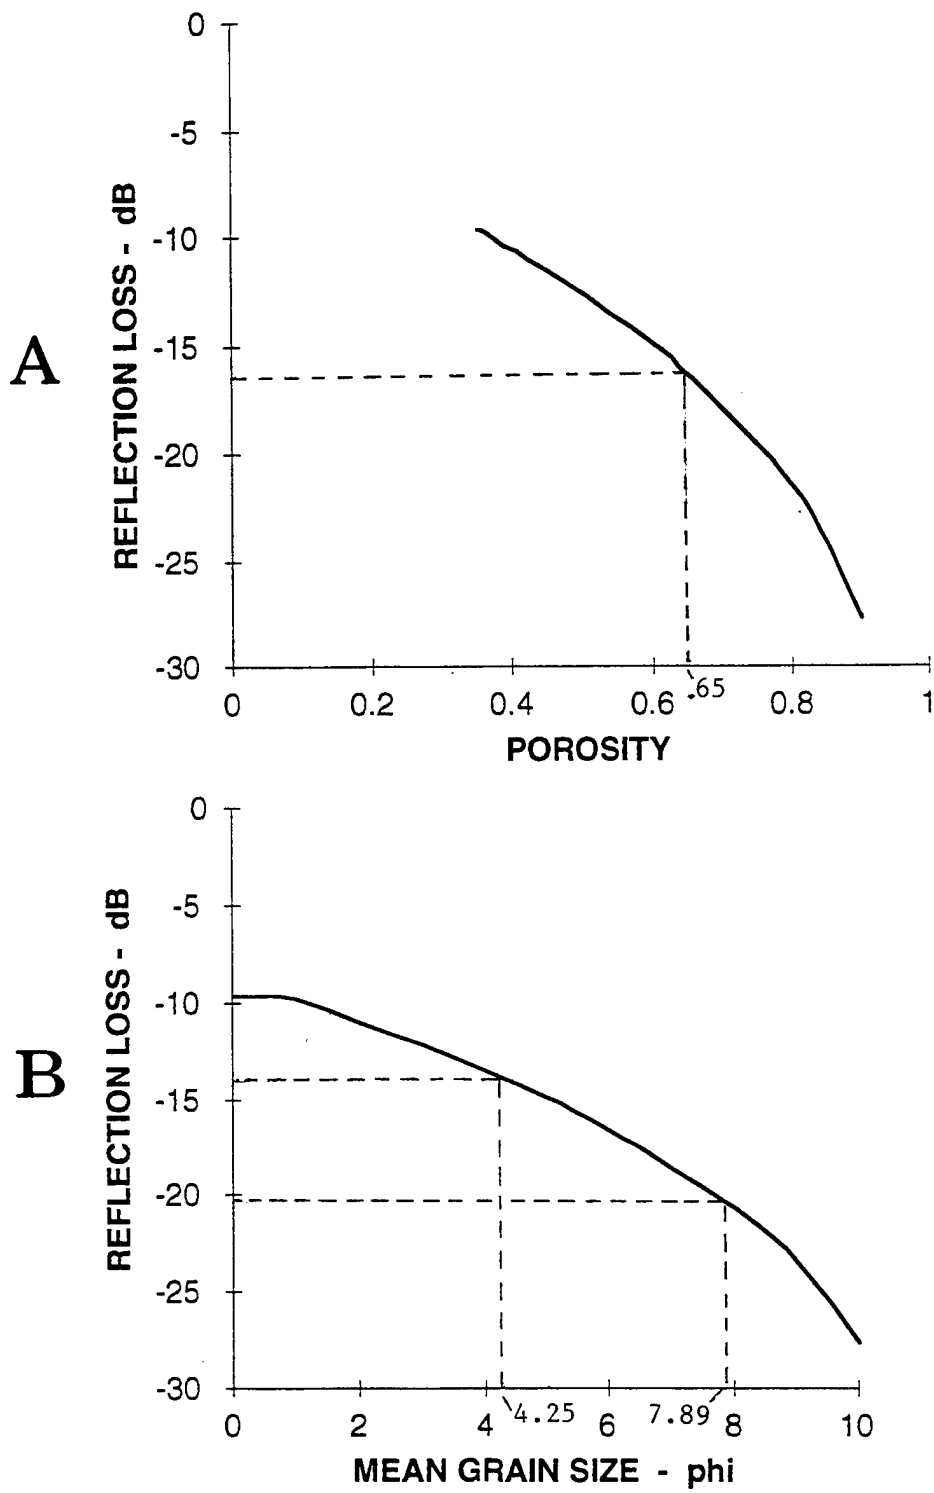 A
REFLECTION LOSS - dB
0
-5
-10
-15
-20
-25
-30
0 0.2 0.4 0.6 .65 0.8 1
POROSITY
B
REFLECTION LOSS - dB
0
-5
-10
-15
-20
-25
-30
0 2 4 4.25 6 7.89 8 10
MEAN GRAIN SIZE - phi